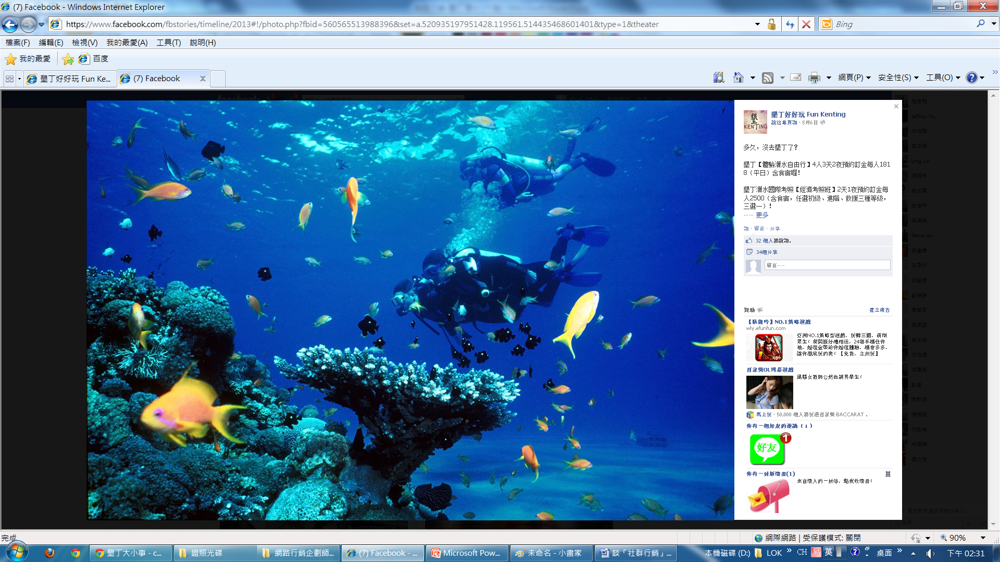 (7) Facebook - Windows Internet Explorer
https://www.facebook.com/fbstories/timeline/2013#!/photo.php?fbid=560565513988396&set=a.520935197951428.119561.514435468601401&type=1&theater
Bing
檔案(F) 編輯(E) 檢視(V) 我的最愛(A) 工具(T) 說明(H)
我的最愛 百度
墾丁好好玩 Fun Ke... (7) Facebook
網頁(P) 安全性(S) 工具(O)
墾丁好好玩 Fun Kenting
說這專頁讚 · 5月6日
多久，沒去墾丁了？
墾丁【體驗潛水自由行】4人3天2夜預約訂金每人181
8（平日）含食宿喔！
墾丁潛水國際考照【經濟考照班】2天1夜預約訂金每
人2500（含食宿，任選初級、進階、救援三種等級，
三選一）！
…… 更多
讚 · 留言 · 分享
32 個人都說讚。
34個分享
留言……
贊助 建立廣告
【臥龍吟】NO.1策略遊戲
wly.efunfun.com
亞洲NO.1策略型遊戲，玩轉三國，萌倒
百家樂OL博彩遊戲
風騷女教師公然色誘男學生！
馬上玩 · 50,000 個人都玩過百家樂 BACCARAT 。
你有一個好友的邀請（1）
好友
1
你有一封新情書(1)
來自情人的一封信，點我收情書！
Jeffrey Yu
Ling Lin
Steve Ho
完成
網際網路 | 受保護模式: 關閉
90%
墾丁大小事 - c...
證照光碟
網路行銷企劃師...
(7) Facebook - ...
Microsoft Pow...
未命名 - 小畫家
談「社群行銷」...
本機磁碟 (D:) LOK CH 易 英 桌面 下午 02:31